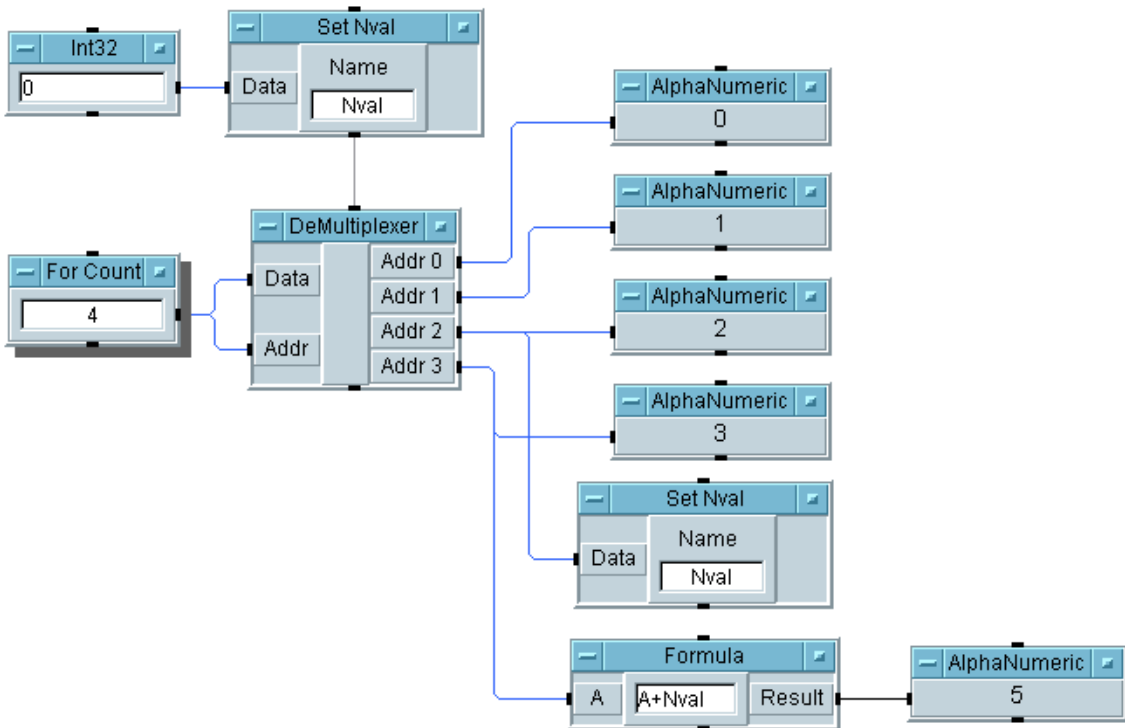 Int32
0
Set Nval
Name
Data
Nval
AlphaNumeric
0
AlphaNumeric
1
For Count
4
DeMultiplexer
Data
Addr
Addr 0
Addr 1
Addr 2
Addr 3
AlphaNumeric
2
AlphaNumeric
3
Set Nval
Name
Data
Nval
Formula
A
A+Nval
Result
AlphaNumeric
5